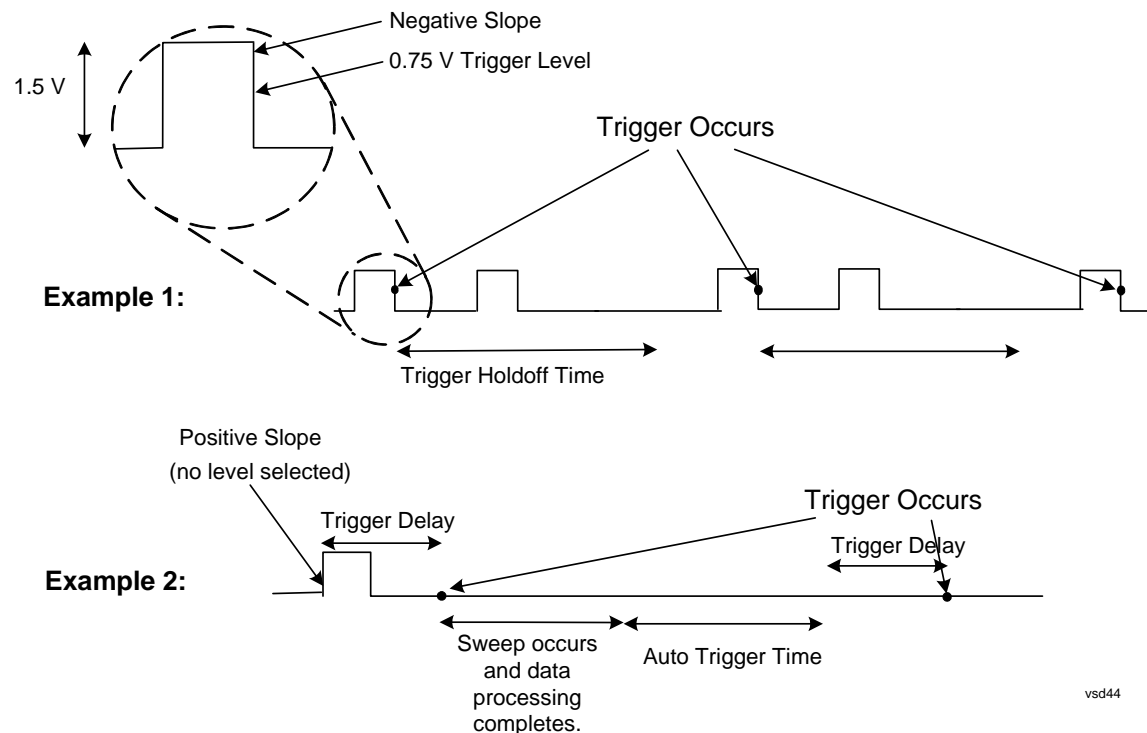 Negative Slope
1.5 V
0.75 V Trigger Level
Trigger Occurs
Example 1:
Trigger Holdoff Time
Positive Slope
(no level selected)
Trigger Delay
Trigger Occurs
Trigger Delay
Example 2:
Sweep occurs
and data
processing
completes.
Auto Trigger Time
vsd44